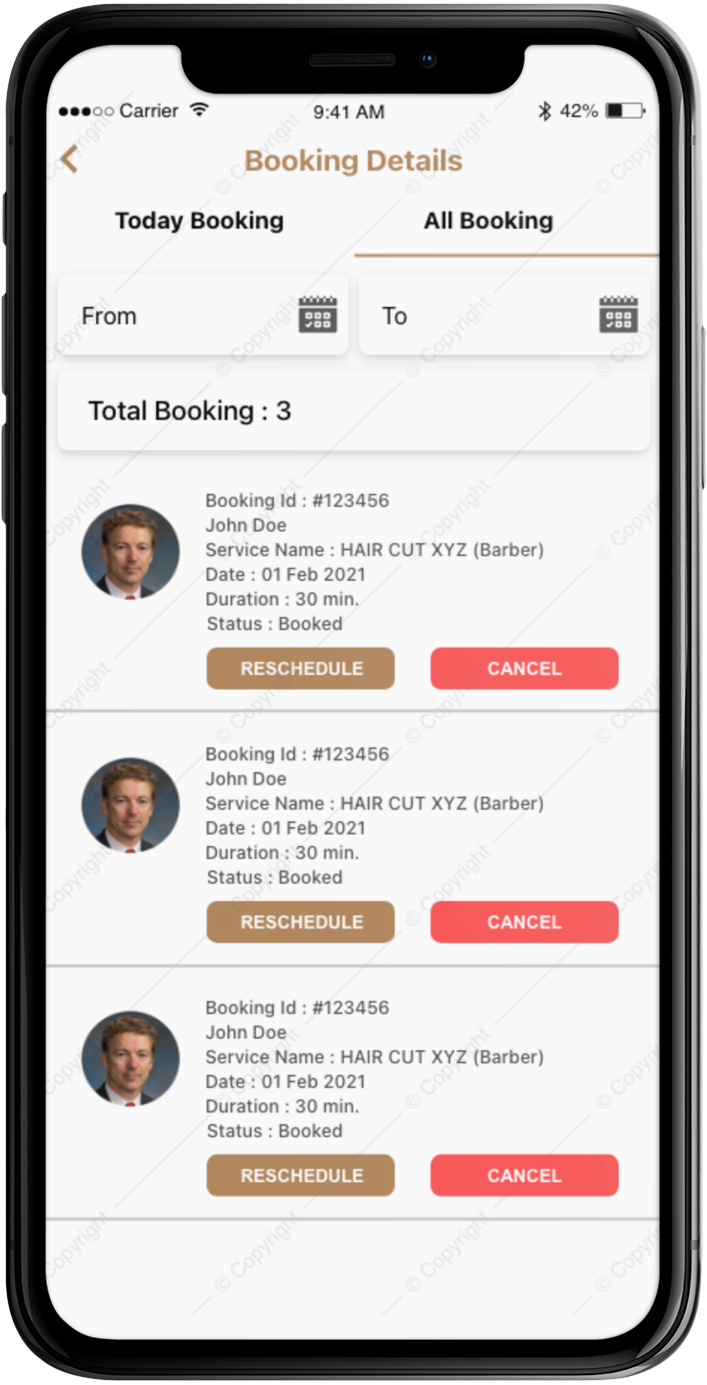 Carrier 9:41 AM 42%
Booking Details
Today Booking All Booking
From To
Total Booking : 3
Booking Id : #123456
John Doe
Service Name : HAIR CUT XYZ (Barber)
Date : 01 Feb 2021
Duration : 30 min.
Status : Booked
RESCHEDULE CANCEL
Booking Id : #123456
John Doe
Service Name : HAIR CUT XYZ (Barber)
Date : 01 Feb 2021
Duration : 30 min.
Status : Booked
RESCHEDULE CANCEL
Booking Id : #123456
John Doe
Service Name : HAIR CUT XYZ (Barber)
Date : 01 Feb 2021
Duration : 30 min.
Status : Booked
RESCHEDULE CANCEL
© Copyright